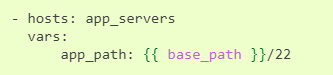 - hosts: app_servers
  vars:
      app_path: {{ base_path }}/22